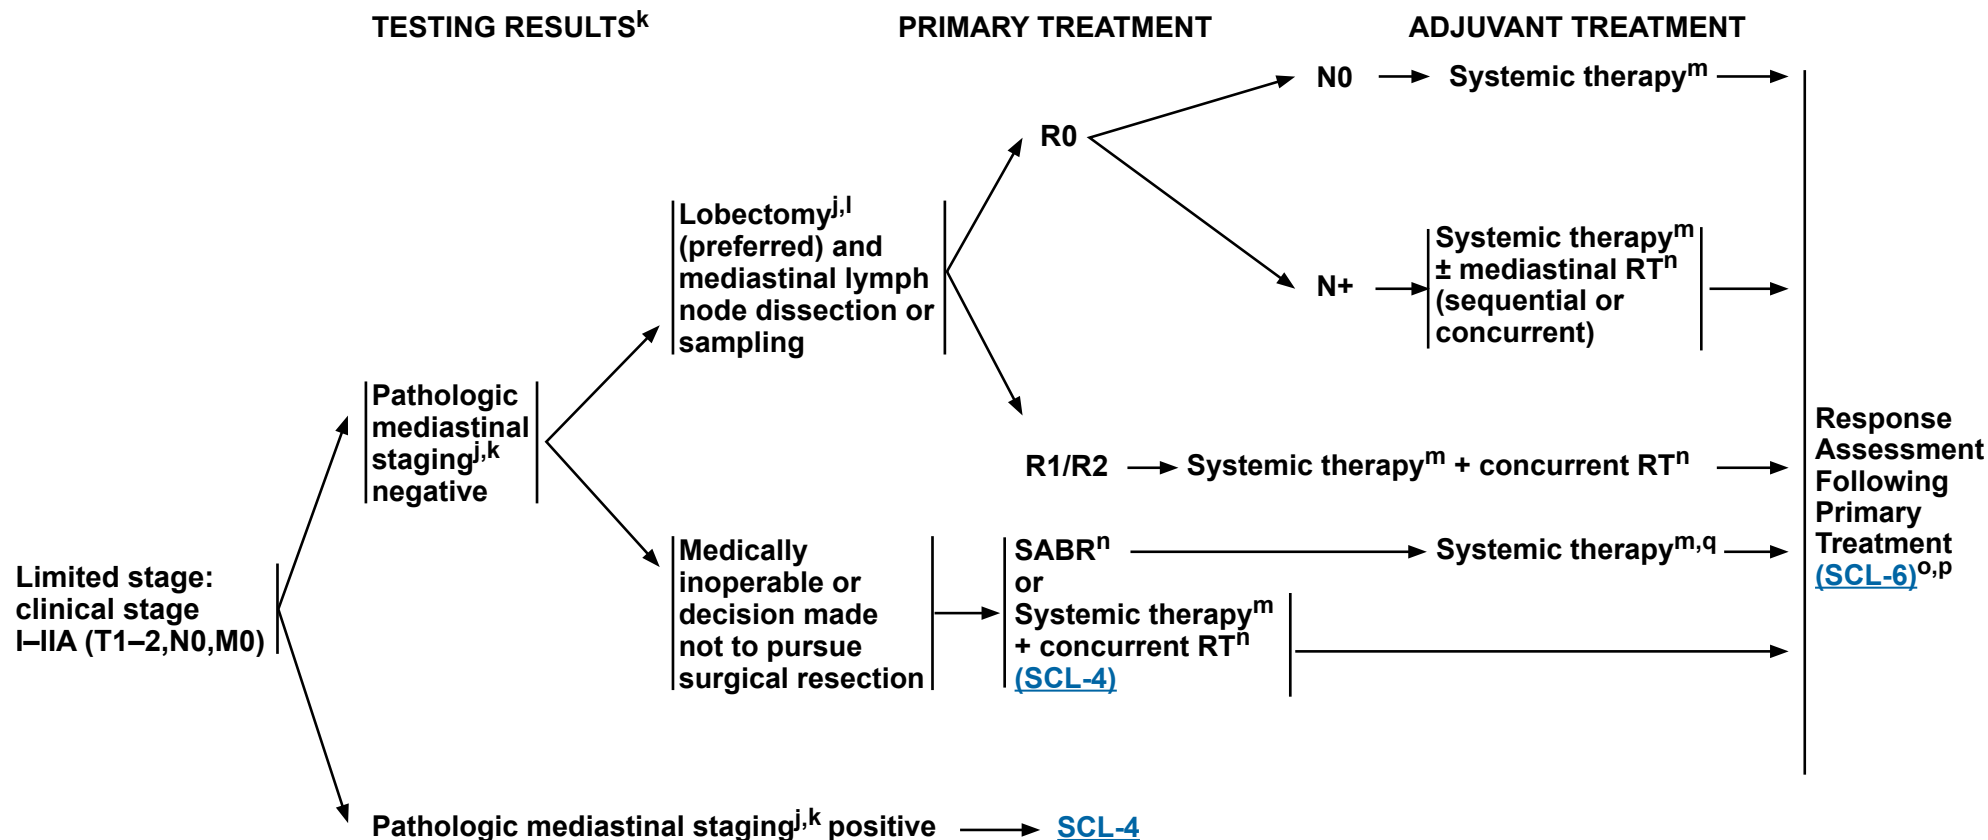 TESTING RESULTSk
PRIMARY TREATMENT
ADJUVANT TREATMENT
Limited stage:
clinical stage
I–IIA (T1–2,N0,M0)
Pathologic
mediastinal
stagingj,k
negative
Lobectomyj,l
(preferred) and
mediastinal lymph
node dissection or
sampling
R0
N0
Systemic therapym
N+
Systemic therapym
± mediastinal RTn
(sequential or
concurrent)
R1/R2
Systemic therapym + concurrent RTn
Medically
inoperable or
decision made
not to pursue
surgical resection
SABRn
or
Systemic therapym
+ concurrent RTn
(SCL-4)
Systemic therapym,q
Response
Assessment
Following
Primary
Treatment
(SCL-6)o,p
Pathologic mediastinal stagingj,k positive
SCL-4